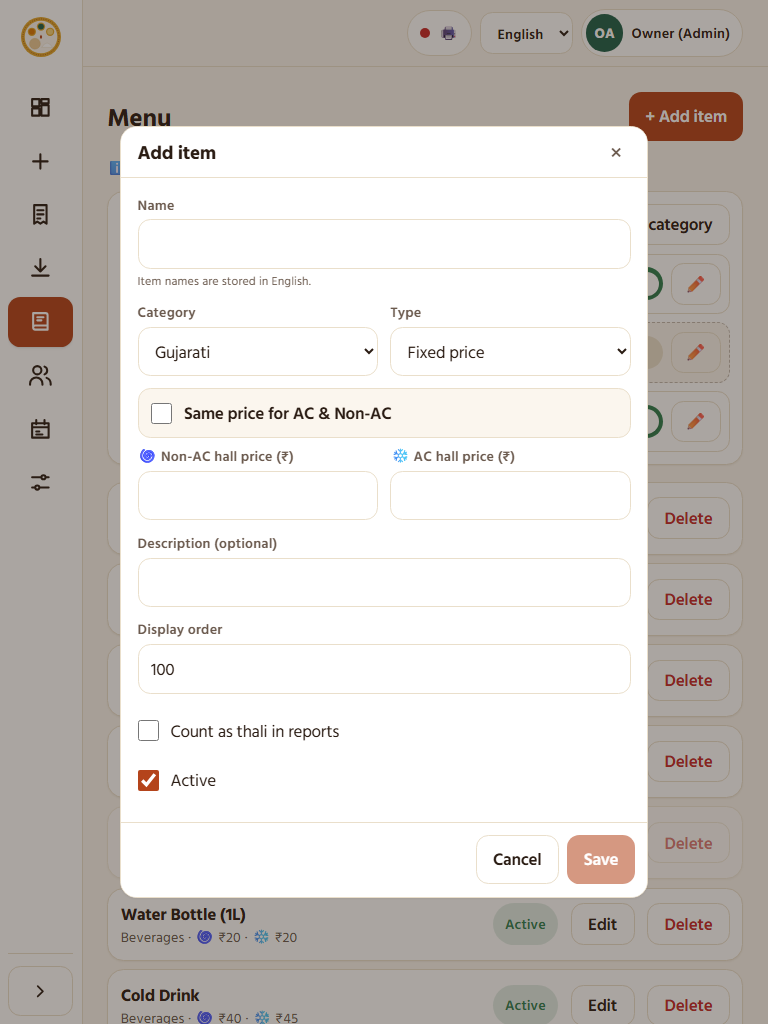 English
OA
Owner (Admin)
Menu
+ Add item
category
Add item
×
Name
Item names are stored in English.
Category
Type
Gujarati
Fixed price
Same price for AC & Non-AC
Non-AC hall price (₹)
AC hall price (₹)
Description (optional)
Display order
100
Count as thali in reports
Active
Cancel
Save
Delete
Delete
Delete
Delete
Delete
Water Bottle (1L)
Beverages · ₹20 · ₹20
Active
Edit
Delete
Cold Drink
Beverages · ₹40 · ₹45
Active
Edit
Delete